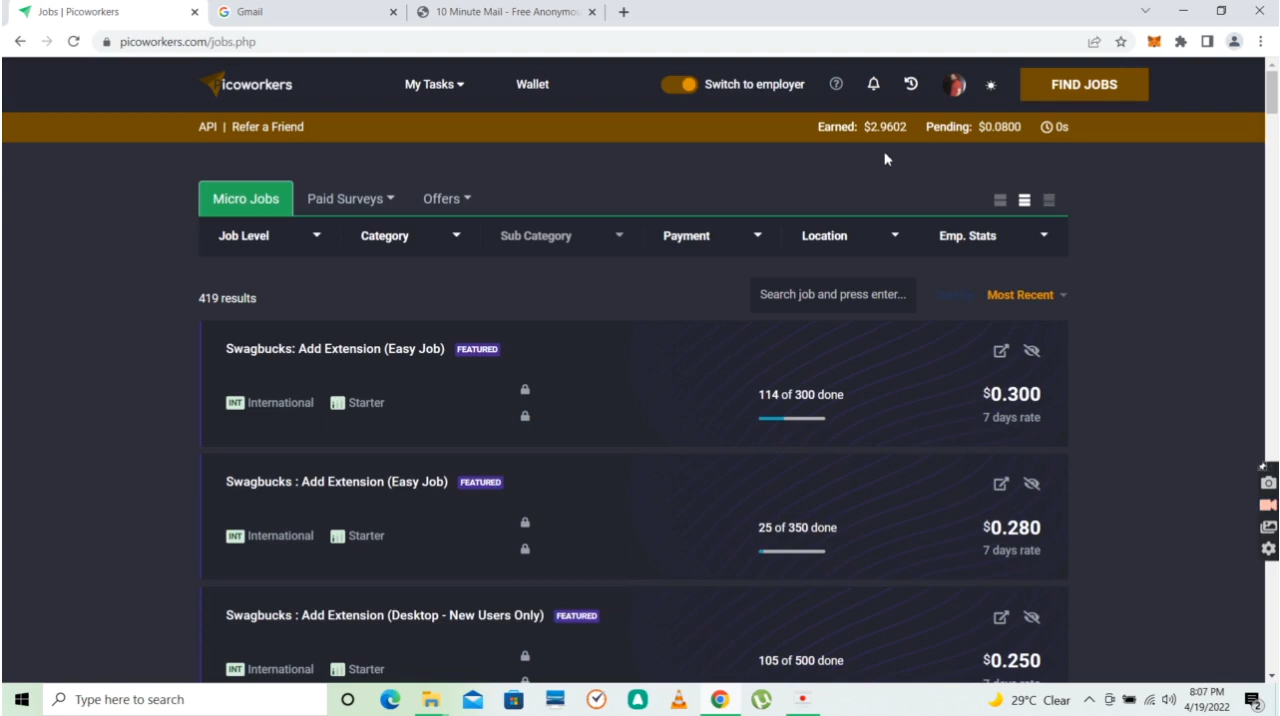 Jobs | Picoworkers
Gmail
10 Minute Mail - Free Anonymou
picoworkers.com/jobs.php
Picoworkers
My Tasks
Wallet
Switch to employer
FIND JOBS
API | Refer a Friend
Earned: $2.9602 Pending: $0.0800 0s
Micro Jobs
Paid Surveys
Offers
Job Level
Category
Sub Category
Payment
Location
Emp. Stats
419 results
Search job and press enter...
Most Recent
Swagbucks: Add Extension (Easy Job) FEATURED
INT International Starter
114 of 300 done
$0.300
7 days rate
Swagbucks : Add Extension (Easy Job) FEATURED
INT International Starter
25 of 350 done
$0.280
7 days rate
Swagbucks : Add Extension (Desktop - New Users Only) FEATURED
INT International Starter
105 of 500 done
$0.250
7 days rate
Type here to search
29°C Clear
8:07 PM
4/19/2022
2